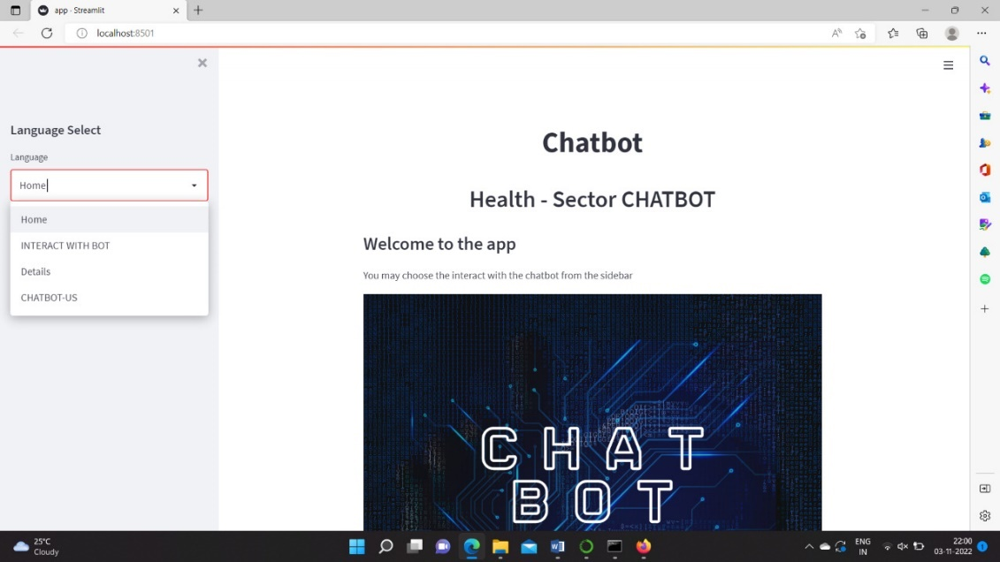 app - Streamlit
localhost:8501
Language Select
Language
Home
Home
INTERACT WITH BOT
Details
CHATBOT-US
Chatbot
Health - Sector CHATBOT
Welcome to the app
You may choose the interact with the chatbot from the sidebar
CHAT
BOT
25°C
Cloudy
ENG
IN
22:00
03-11-2022
1